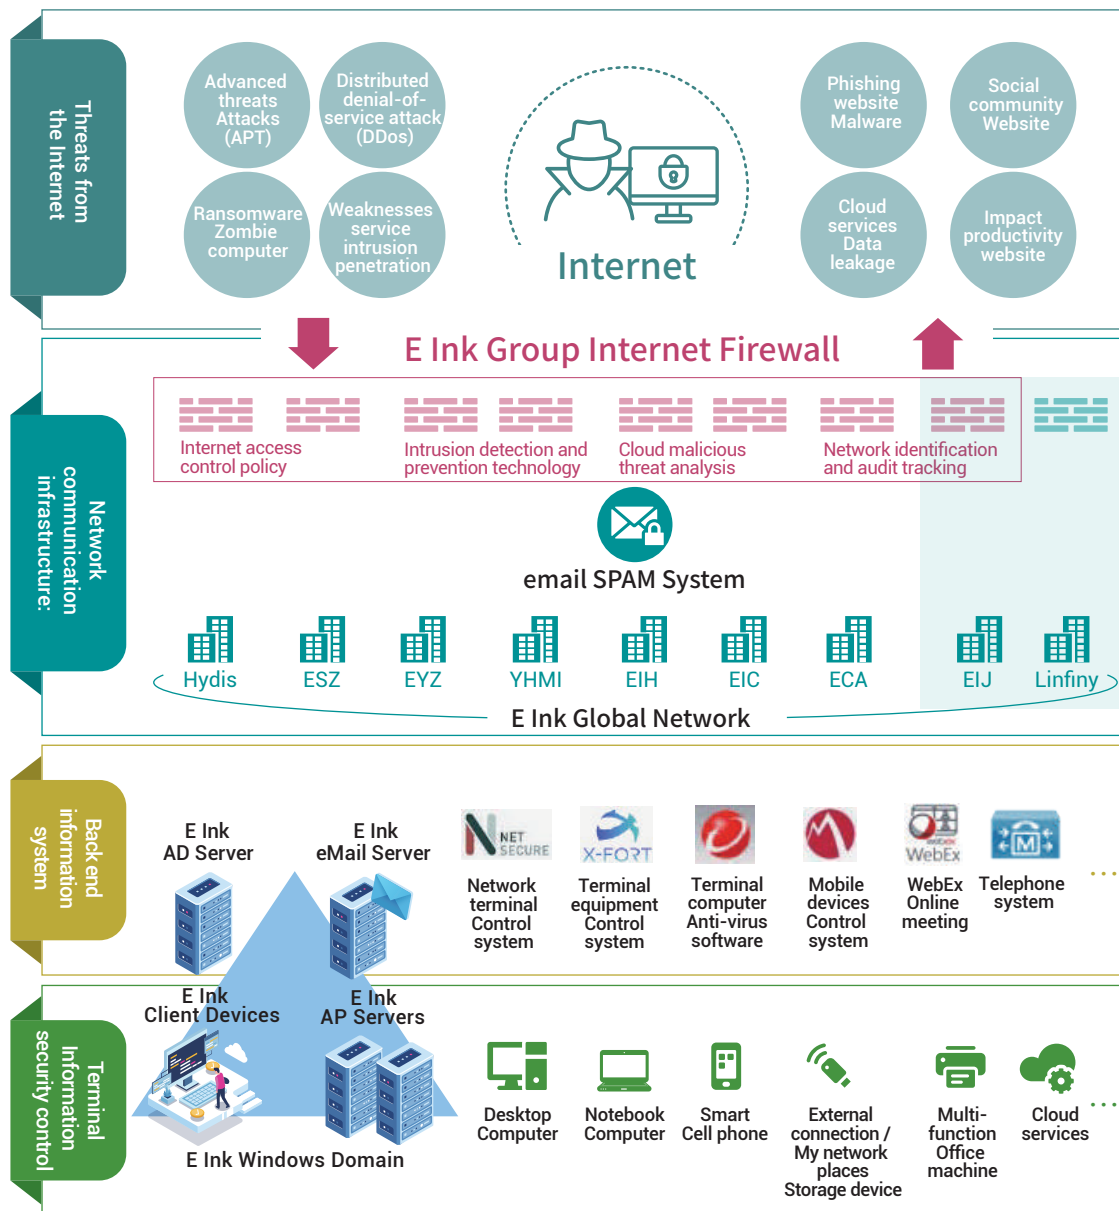 Threats from
the Internet
Advanced
threats
Attacks
(APT)
Distributed
denial-of-
service attack
(DDos)
Ransomware
Zombie
computer
Weaknesses
service
intrusion
penetration
Internet
Phishing
website
Malware
Social
community
Website
Cloud
services
Data
leakage
Impact
productivity
website
E Ink Group Internet Firewall
Network
communication
infrastructure:
Internet access
control policy
Intrusion detection and
prevention technology
Cloud malicious
threat analysis
Network identification
and audit tracking
email SPAM System
Hydis
ESZ
EYZ
YHMI
EIH
EIC
ECA
EIJ
Linfiny
E Ink Global Network
Back end
information
system
E Ink
AD Server
E Ink
eMail Server
N NET
SECURE
X-FORT
webex
WebEx
M
Network
terminal
Control
system
Terminal
equipment
Control
system
Terminal
computer
Anti-virus
software
Mobile
devices
Control
system
WebEx
Online
meeting
Telephone
system
...
Terminal
Information
security control
E Ink
Client Devices
E Ink
AP Servers
E Ink Windows Domain
Desktop
Computer
Notebook
Computer
Smart
Cell phone
External
connection /
My network
places
Storage device
Multi-
function
Office
machine
Cloud
services
...